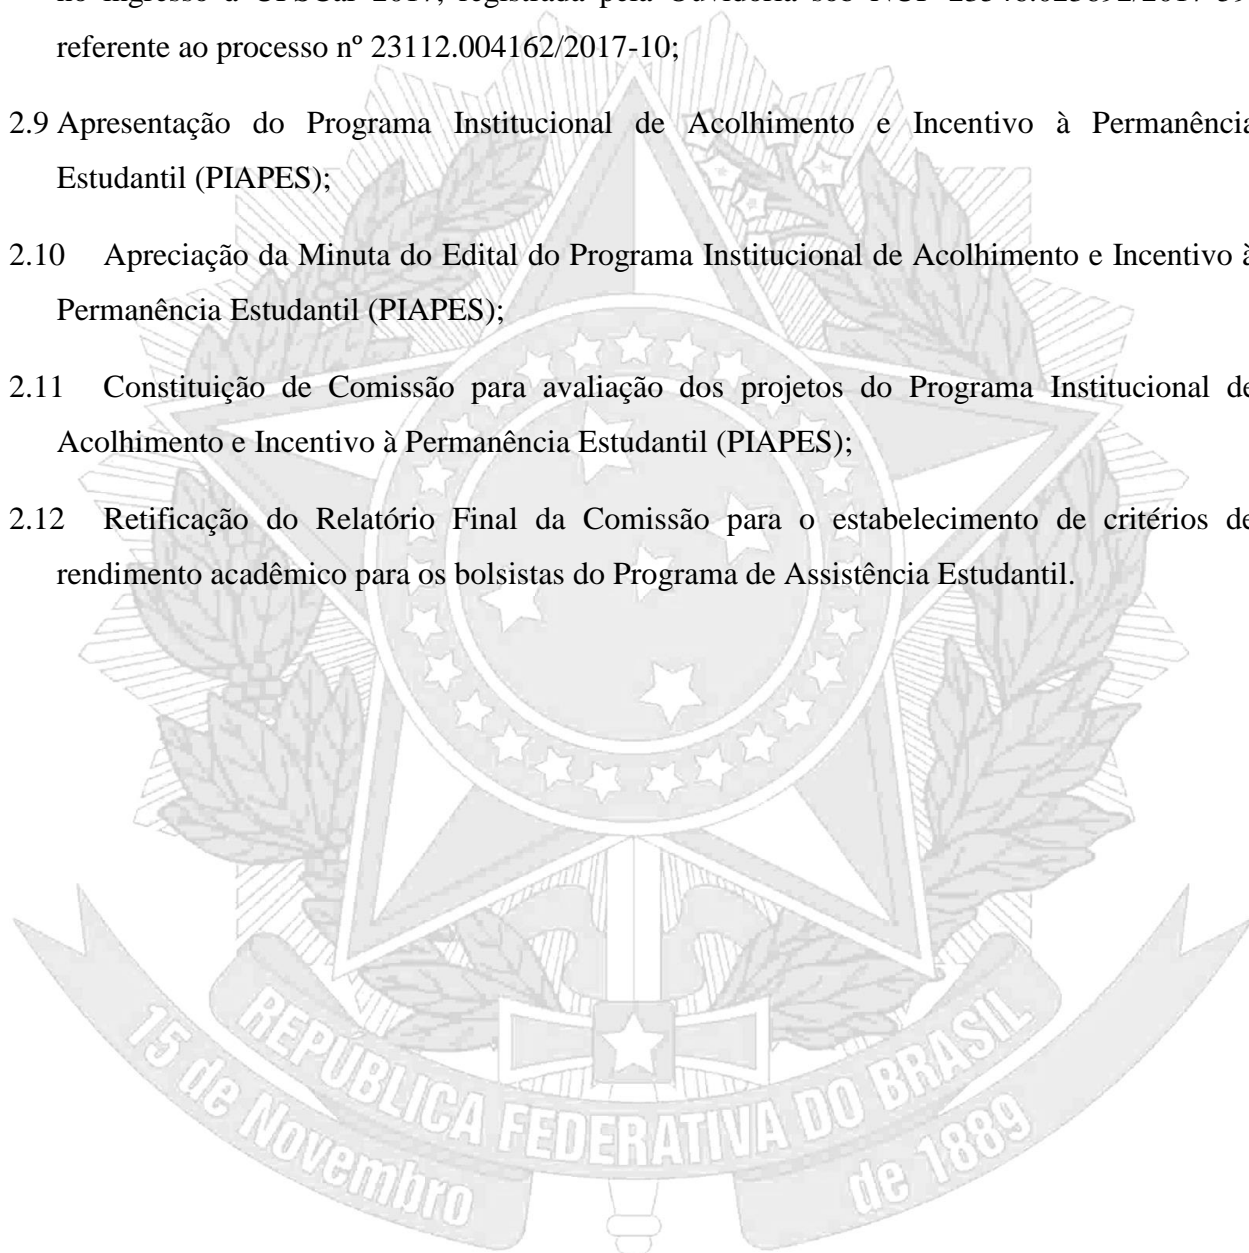 referente ao processo nº 23112.004162/2017-10;
2.9 Apresentação do Programa Institucional de Acolhimento e Incentivo à Permanência
Estudantil (PIAPES);
2.10 Apreciação da Minuta do Edital do Programa Institucional de Acolhimento e Incentivo à
Permanência Estudantil (PIAPES);
2.11 Constituição de Comissão para avaliação dos projetos do Programa Institucional de
Acolhimento e Incentivo à Permanência Estudantil (PIAPES);
2.12 Retificação do Relatório Final da Comissão para o estabelecimento de critérios de
rendimento acadêmico para os bolsistas do Programa de Assistência Estudantil.
REPÚBLICA FEDERATIVA DO BRASIL
15 de Novembro de 1889